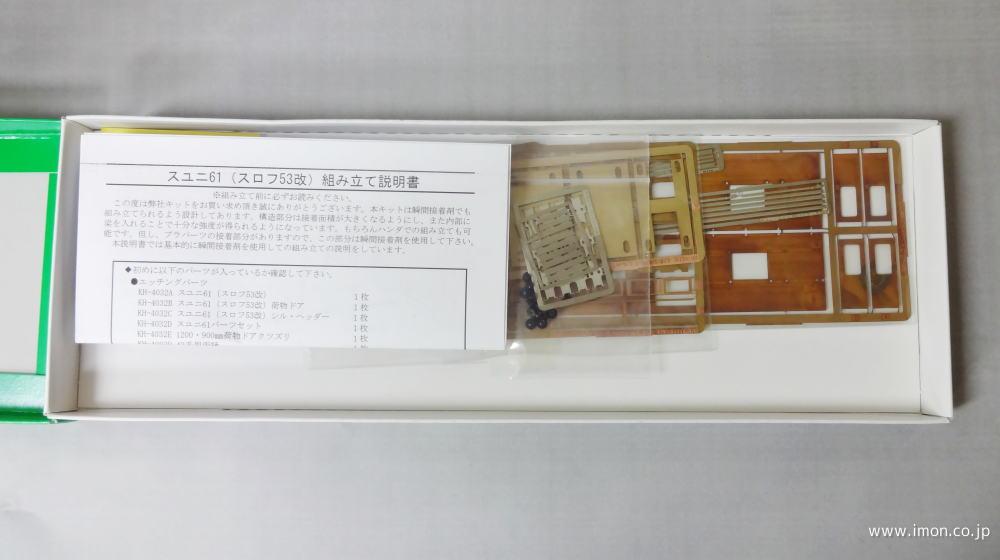 スユニ61(スロフ53改)組み立て説明書
※組み立て前に必ずお読みください。
この度は弊社キットをお買い求め頂き誠にありがとうございます。本キットは瞬間接着剤でも
組み立てられるよう設計してあります。構造部分は接着面積が大きくなるようにし、また内部に
梁を入れることで十分な強度が得られるようになっています。もちろんハンダでの組み立ても可
能です。但し、プラパーツの接着部分がありますので、この部分は瞬間接着剤を使用して下さい。
本説明書では基本的に瞬間接着剤を使用しての組み立ての説明をしています。
◆初めに以下のパーツが入っているか確認して下さい。
●エッチングパーツ
KH-4032A スユニ61(スロフ53改) 1枚
KH-4032B スユニ61(スロフ53改)荷物ドア 1枚
KH-4032C スユニ61(スロフ53改)シル・ヘッダー 1枚
KH-4032D スユニ61パーツセット 1枚
KH-4032E 1200・900mm荷物ドアクツズリ 1枚
www.imon.co.jp